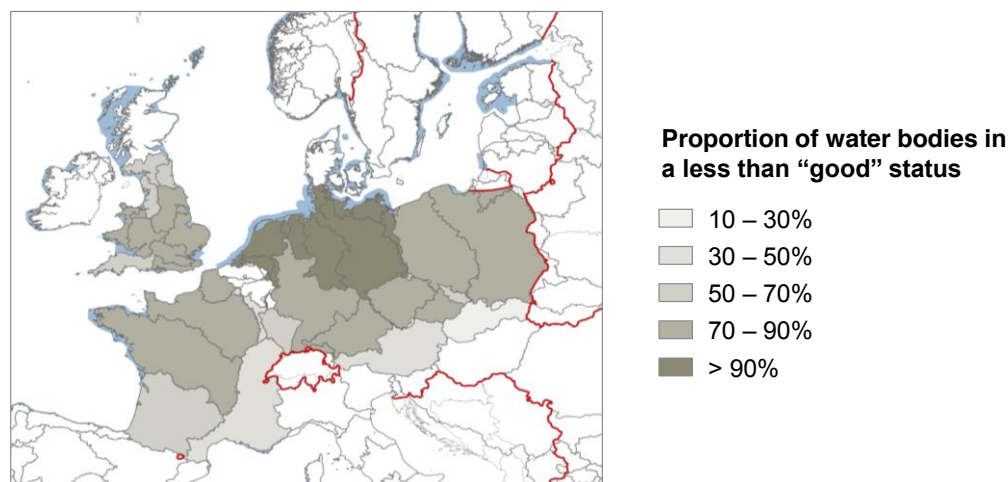 Proportion of water bodies in
a less than “good” status
10 – 30%
30 – 50%
50 – 70%
70 – 90%
> 90%